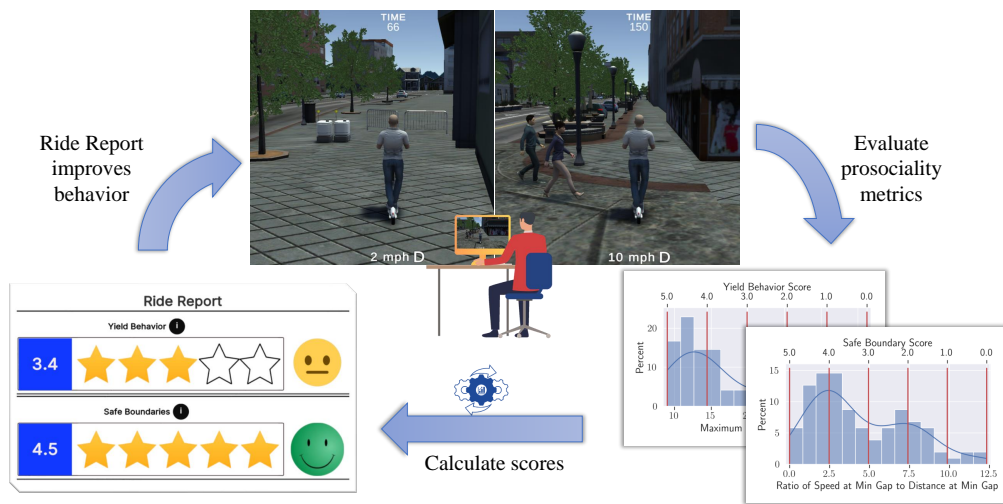 TIME
66
TIME
150
2 mph D
10 mph D
Ride Report
improves
behavior
Evaluate
prosociality
metrics
Ride Report
Yield Behavior i
3.4
Safe Boundaries i
4.5
Calculate scores
Yield Behavior Score
5.0 4.0 3.0 2.0 1.0 0.0
Percent
20
10
0
10 15
Maximum
Safe Boundary Score
5.0 4.0 3.0 2.0 1.0 0.0
Percent
15
10
5
0
0.0 2.5 5.0 7.5 10.0 12.5
Ratio of Speed at Min Gap to Distance at Min Gap